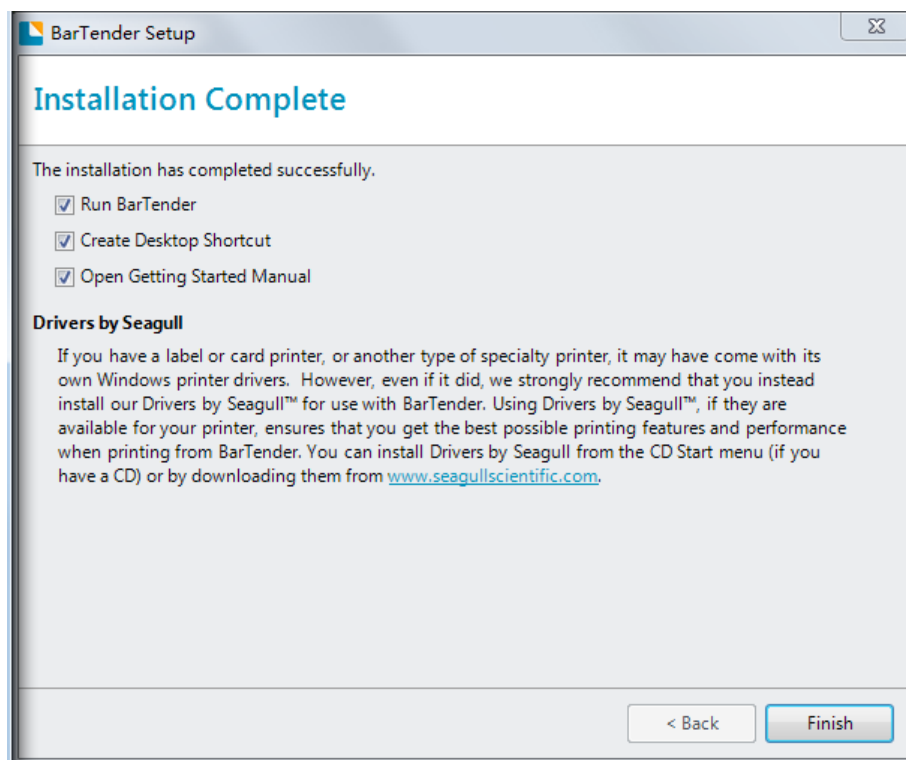 BarTender Setup
Installation Complete
The installation has completed successfully.
Run BarTender
Create Desktop Shortcut
Open Getting Started Manual
Drivers by Seagull
If you have a label or card printer, or another type of specialty printer, it may have come with its
own Windows printer drivers.  However, even if it did, we strongly recommend that you instead
install our Drivers by Seagull™ for use with BarTender. Using Drivers by Seagull™, if they are
available for your printer, ensures that you get the best possible printing features and performance
when printing from BarTender. You can install Drivers by Seagull from the CD Start menu (if you
have a CD) or by downloading them from www.seagullscientific.com.
< Back
Finish